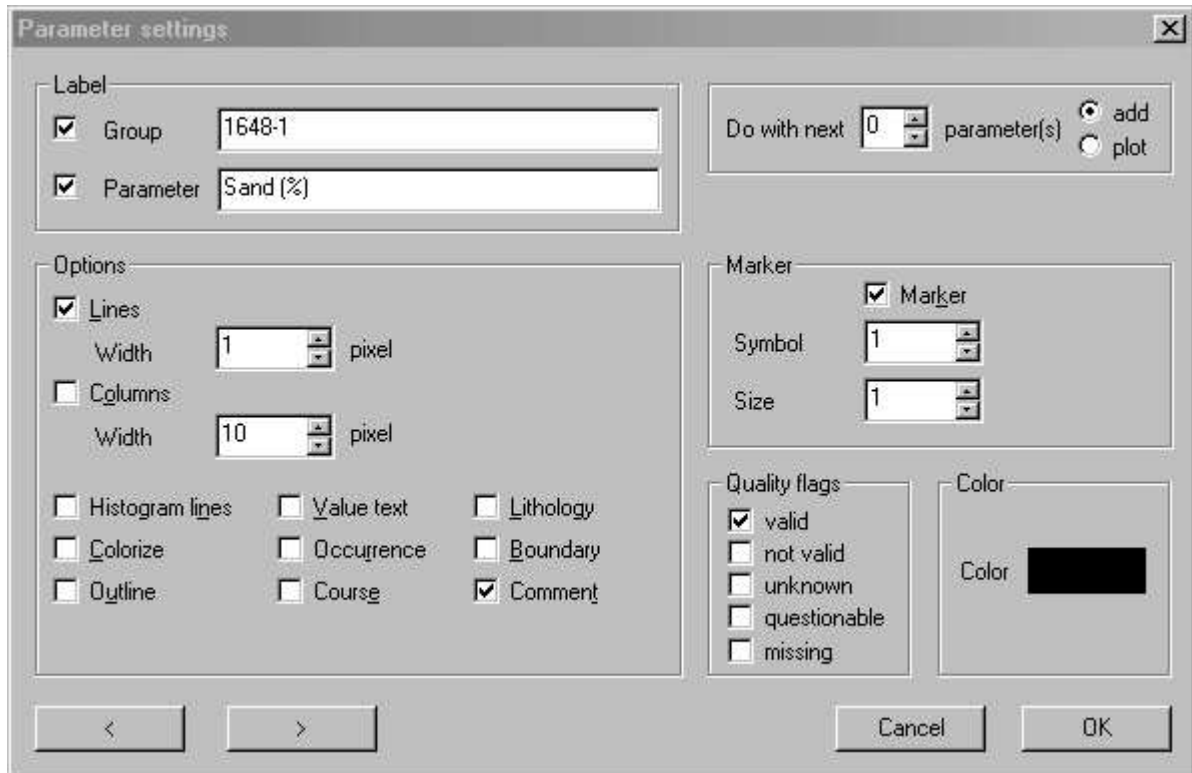 Parameter settings
Label
Group 1648-1
Parameter Sand (%)
Do with next 0 parameter(s)
add
plot
Options
Lines
Width 1 pixel
Columns
Width 10 pixel
Histogram lines Value text Lithology
Colorize Occurrence Boundary
Outline Course Comment
Marker
Marker
Symbol 1
Size 1
Quality flags
valid
not valid
unknown
questionable
missing
Color
Color
< >
Cancel OK